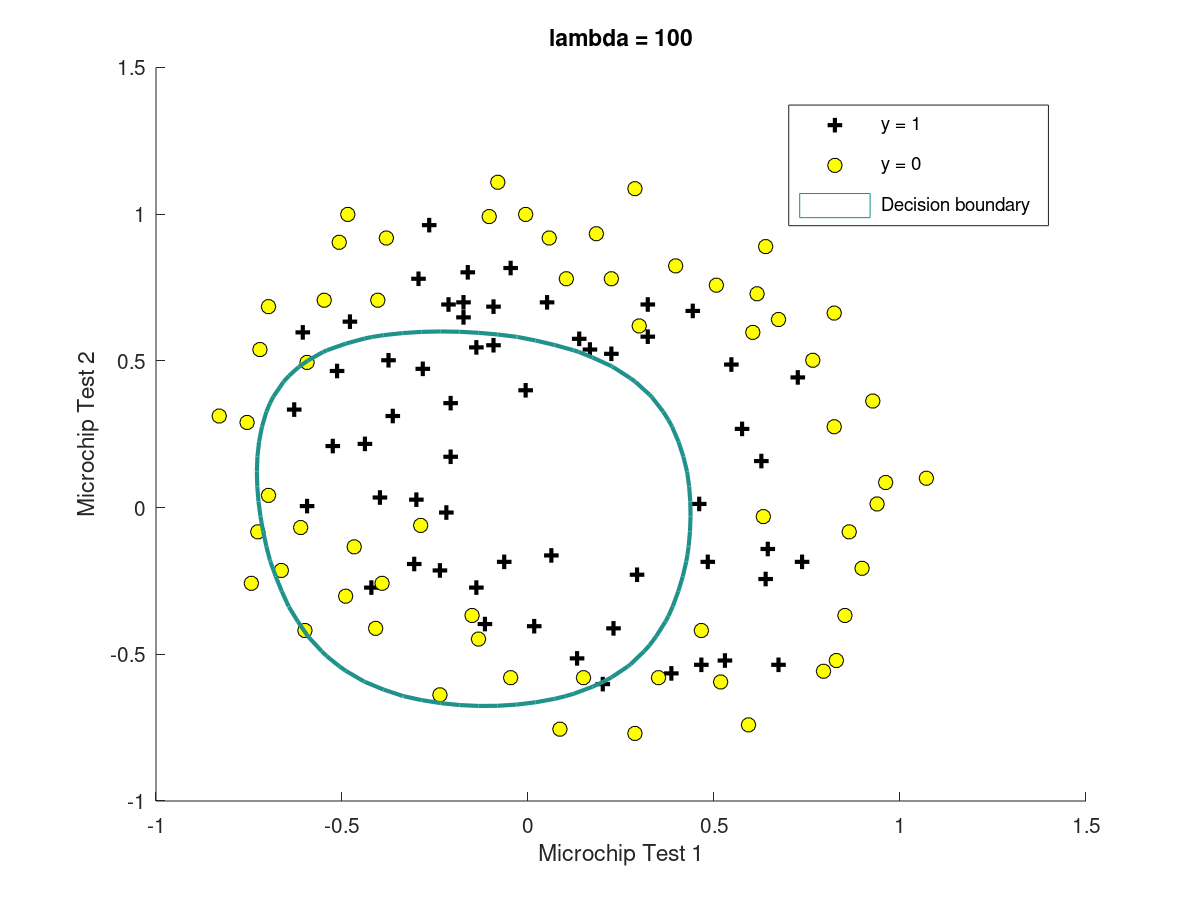 lambda = 100
1.5
1
0.5
0
-0.5
-1
Microchip Test 2
y = 1
y = 0
Decision boundary
-1
-0.5
0
0.5
1
1.5
Microchip Test 1